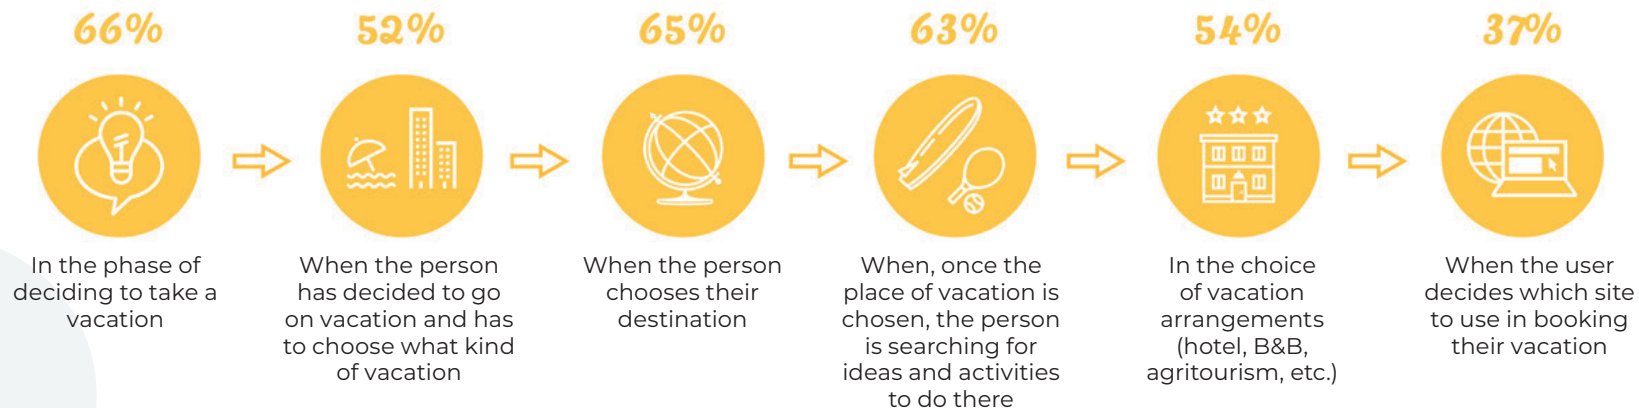 66%
In the phase of
deciding to take a
vacation
52%
When the person
has decided to go
on vacation and has
to choose what kind
of vacation
65%
When the person
chooses their
destination
63%
When, once the
place of vacation is
chosen, the person
is searching for
ideas and activities
to do there
54%
In the choice
of vacation
arrangements
(hotel, B&B,
agritourism, etc.)
37%
When the user
decides which site
to use in booking
their vacation